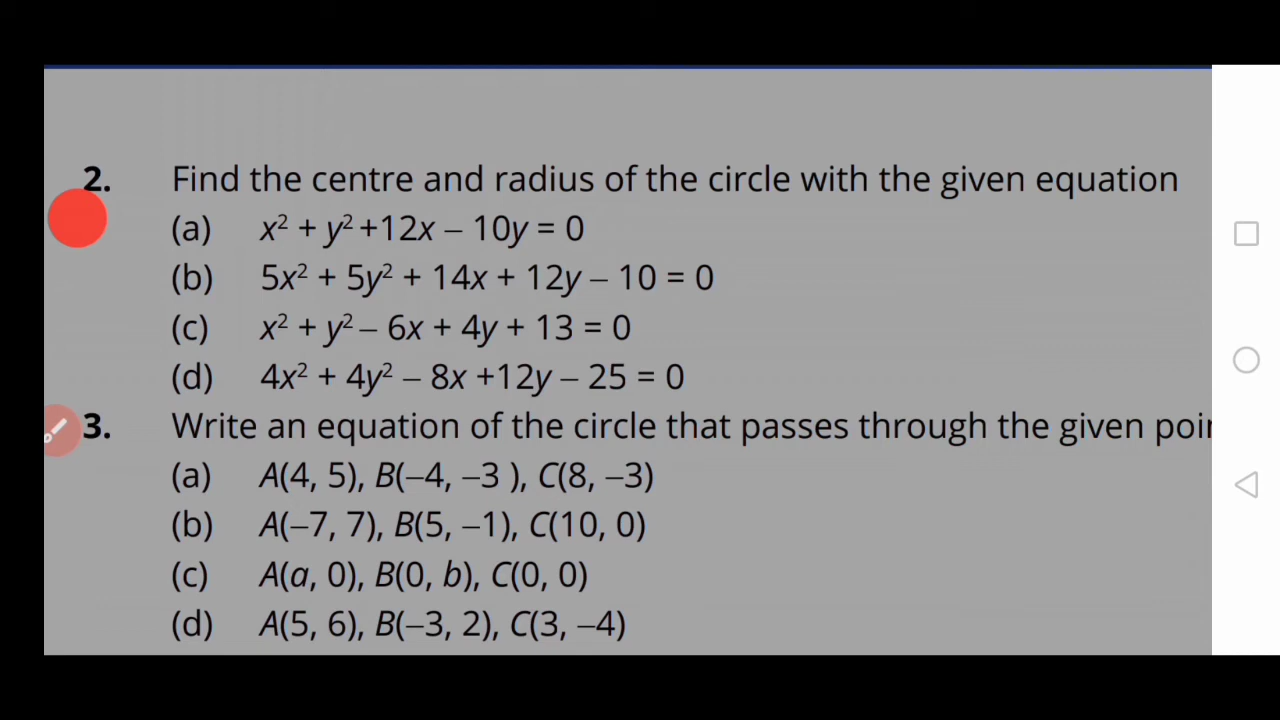 2. Find the centre and radius of the circle with the given equation
(a) x² + y² +12x – 10y = 0
(b) 5x² + 5y² + 14x + 12y – 10 = 0
(c) x² + y² – 6x + 4y + 13 = 0
(d) 4x² + 4y² – 8x +12y – 25 = 0
3. Write an equation of the circle that passes through the given
(a) A(4, 5), B(–4, –3 ), C(8, –3)
(b) A(–7, 7), B(5, –1), C(10, 0)
(c) A(a, 0), B(0, b), C(0, 0)
(d) A(5, 6), B(–3, 2), C(3, –4)